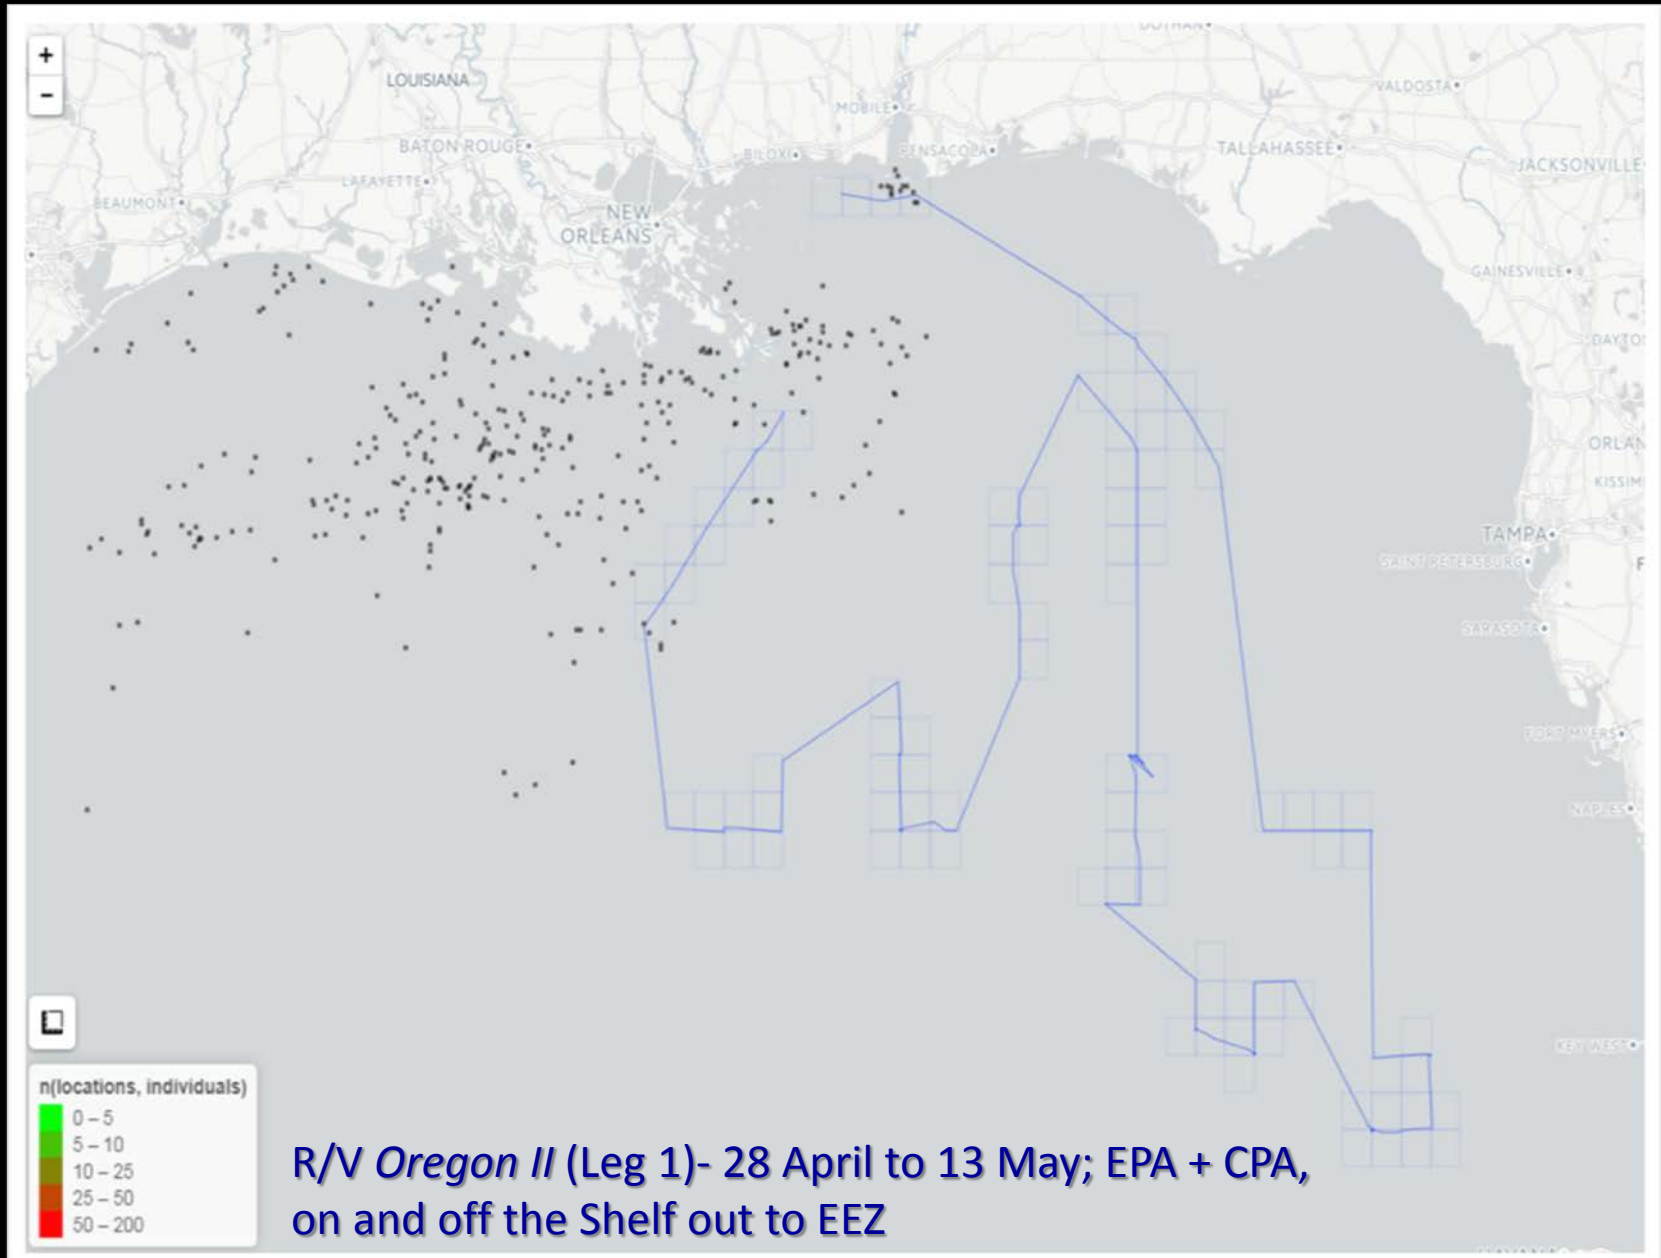 DOTHAN
+
-
LOUISIANA
VALDOSTA
MOBILE
BATON ROUGE
BILOXI
PENSACOLA
TALLAHASSEE
JACKSONVILLE
LAFAYETTE
BEAUMONT
NEW
ORLEANS
GAINESVILLE
DAYTO
ORLAN
KISSIM
TAMPA
SAINT PETERSBURG
F
SARASOTA
FORT MYERS
NAPLES
KEY WEST
n(locations, individuals)
0 – 5
5 – 10
10 – 25
25 – 50
50 – 200
R/V Oregon II (Leg 1)- 28 April to 13 May; EPA + CPA,
on and off the Shelf out to EEZ